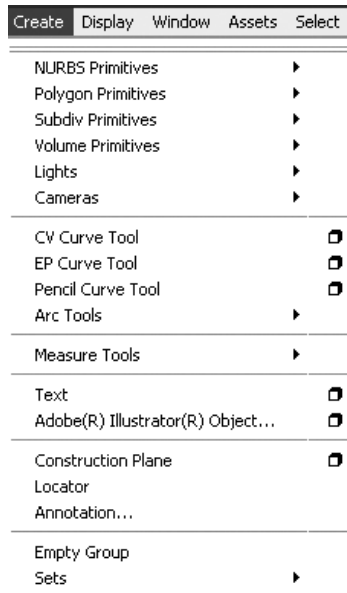 Create Display Window Assets Select
NURBS Primitives
Polygon Primitives
Subdiv Primitives
Volume Primitives
Lights
Cameras
CV Curve Tool
EP Curve Tool
Pencil Curve Tool
Arc Tools
Measure Tools
Text
Adobe(R) Illustrator(R) Object...
Construction Plane
Locator
Annotation...
Empty Group
Sets